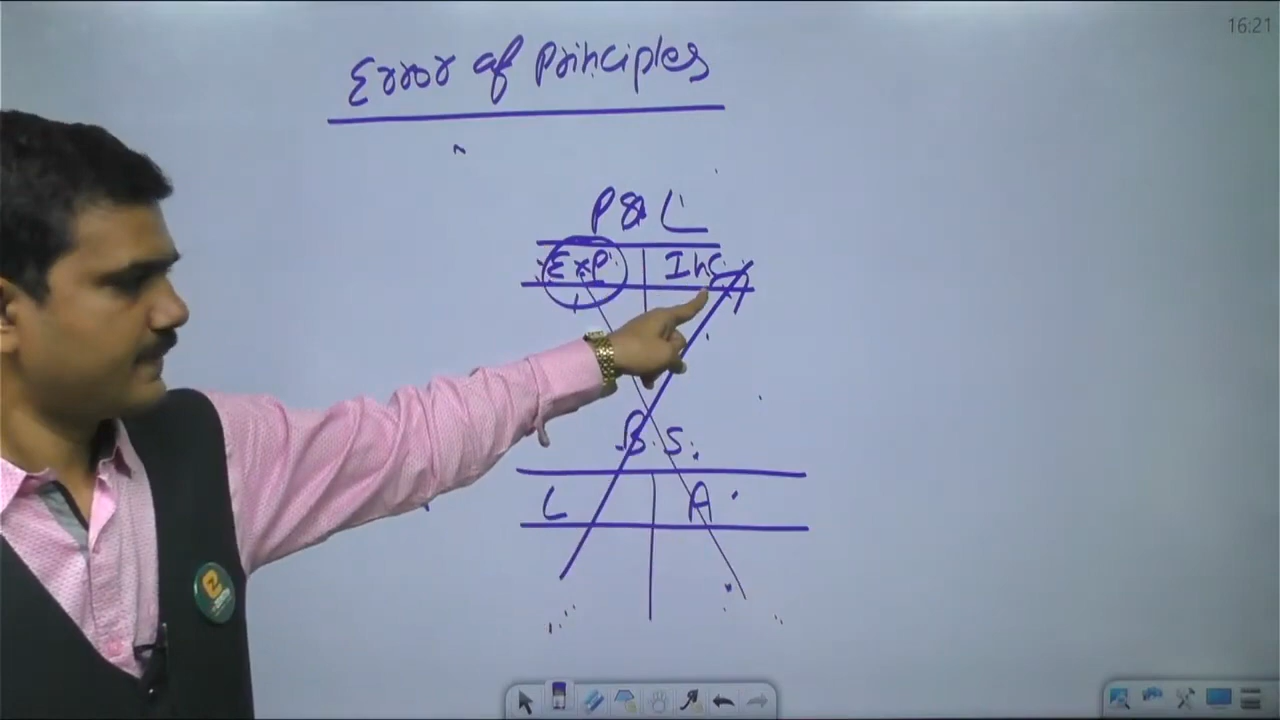 16:21
Error of Principles
P & L
Exp. Inc.
B.S.
L A